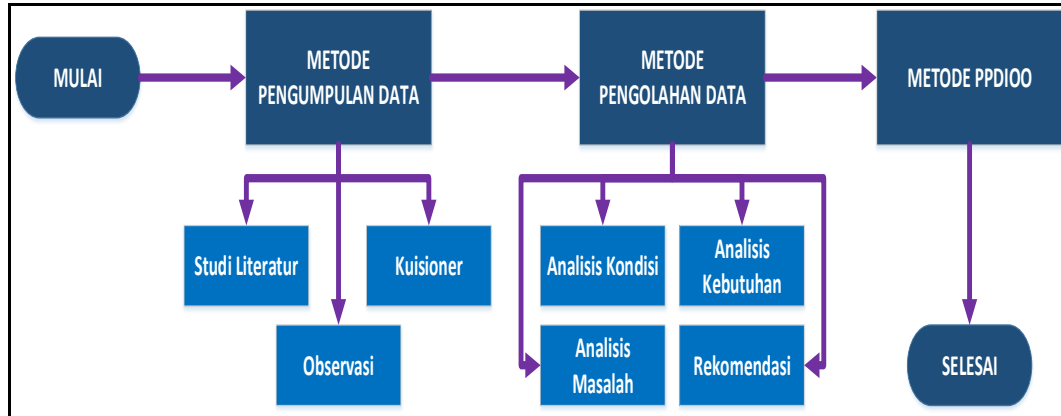 MULAI
METODE
PENGUMPULAN DATA
METODE
PENGOLAHAN DATA
METODE PPDIOO
Studi Literatur
Kuisioner
Observasi
Analisis Kondisi
Analisis
Kebutuhan
Analisis
Masalah
Rekomendasi
SELESAI